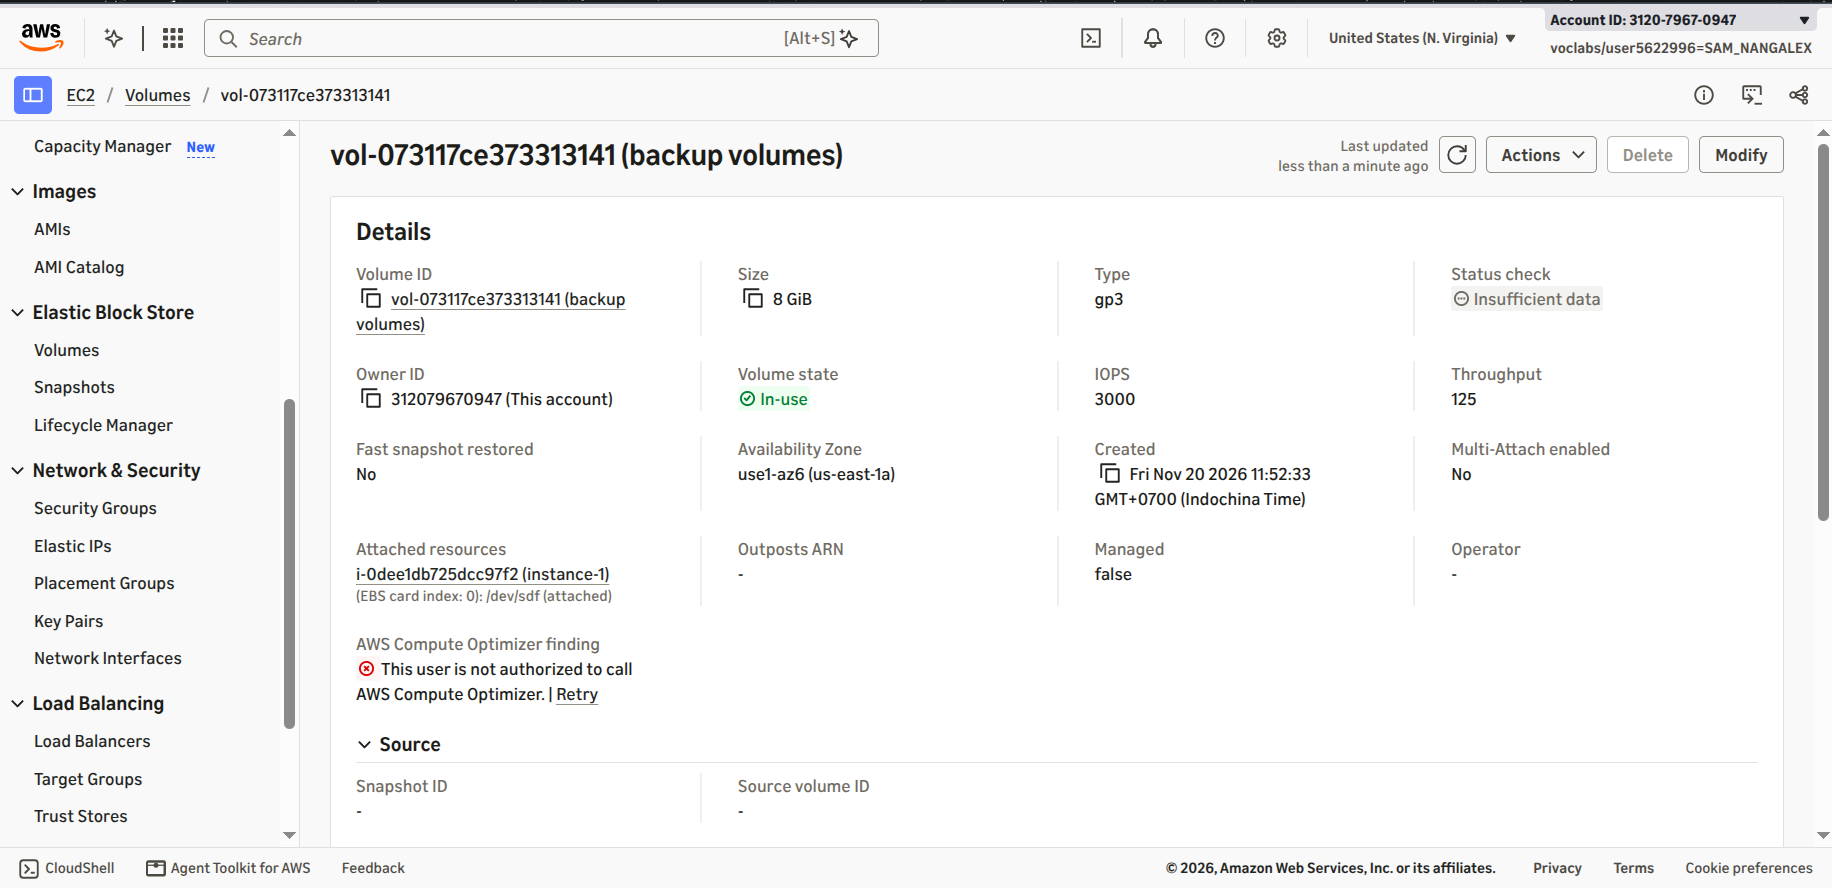 aws
Search
[Alt+S]
United States (N. Virginia)
Account ID: 3120-7967-0947
voclabs/user5622996=SAM_NANGALEX
EC2 / Volumes / vol-073117ce373313141
Capacity Manager New
Images
AMIs
AMI Catalog
Elastic Block Store
Volumes
Snapshots
Lifecycle Manager
Network & Security
Security Groups
Elastic IPs
Placement Groups
Key Pairs
Network Interfaces
Load Balancing
Load Balancers
Target Groups
Trust Stores
vol-073117ce373313141 (backup volumes)
Last updated
less than a minute ago
Actions
Delete
Modify
Details
Volume ID
vol-073117ce373313141 (backup
volumes)
Size
8 GiB
Type
gp3
Status check
Insufficient data
Owner ID
312079670947 (This account)
Volume state
In-use
IOPS
3000
Throughput
125
Fast snapshot restored
No
Availability Zone
use1-az6 (us-east-1a)
Created
Fri Nov 20 2026 11:52:33
GMT+0700 (Indochina Time)
Multi-Attach enabled
No
Attached resources
i-0dee1db725dcc97f2 (instance-1)
(EBS card index: 0): /dev/sdf (attached)
Outposts ARN
-
Managed
false
Operator
-
AWS Compute Optimizer finding
This user is not authorized to call
AWS Compute Optimizer. | Retry
Source
Snapshot ID
-
Source volume ID
-
CloudShell
Agent Toolkit for AWS
Feedback
© 2026, Amazon Web Services, Inc. or its affiliates.
Privacy
Terms
Cookie preferences